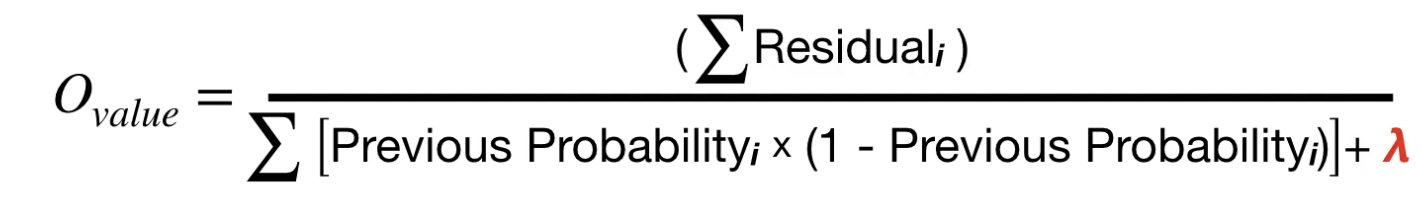 O_value = (∑Residual_i) / ∑ [Previous Probability_i x (1 - Previous Probability_i)] + λ